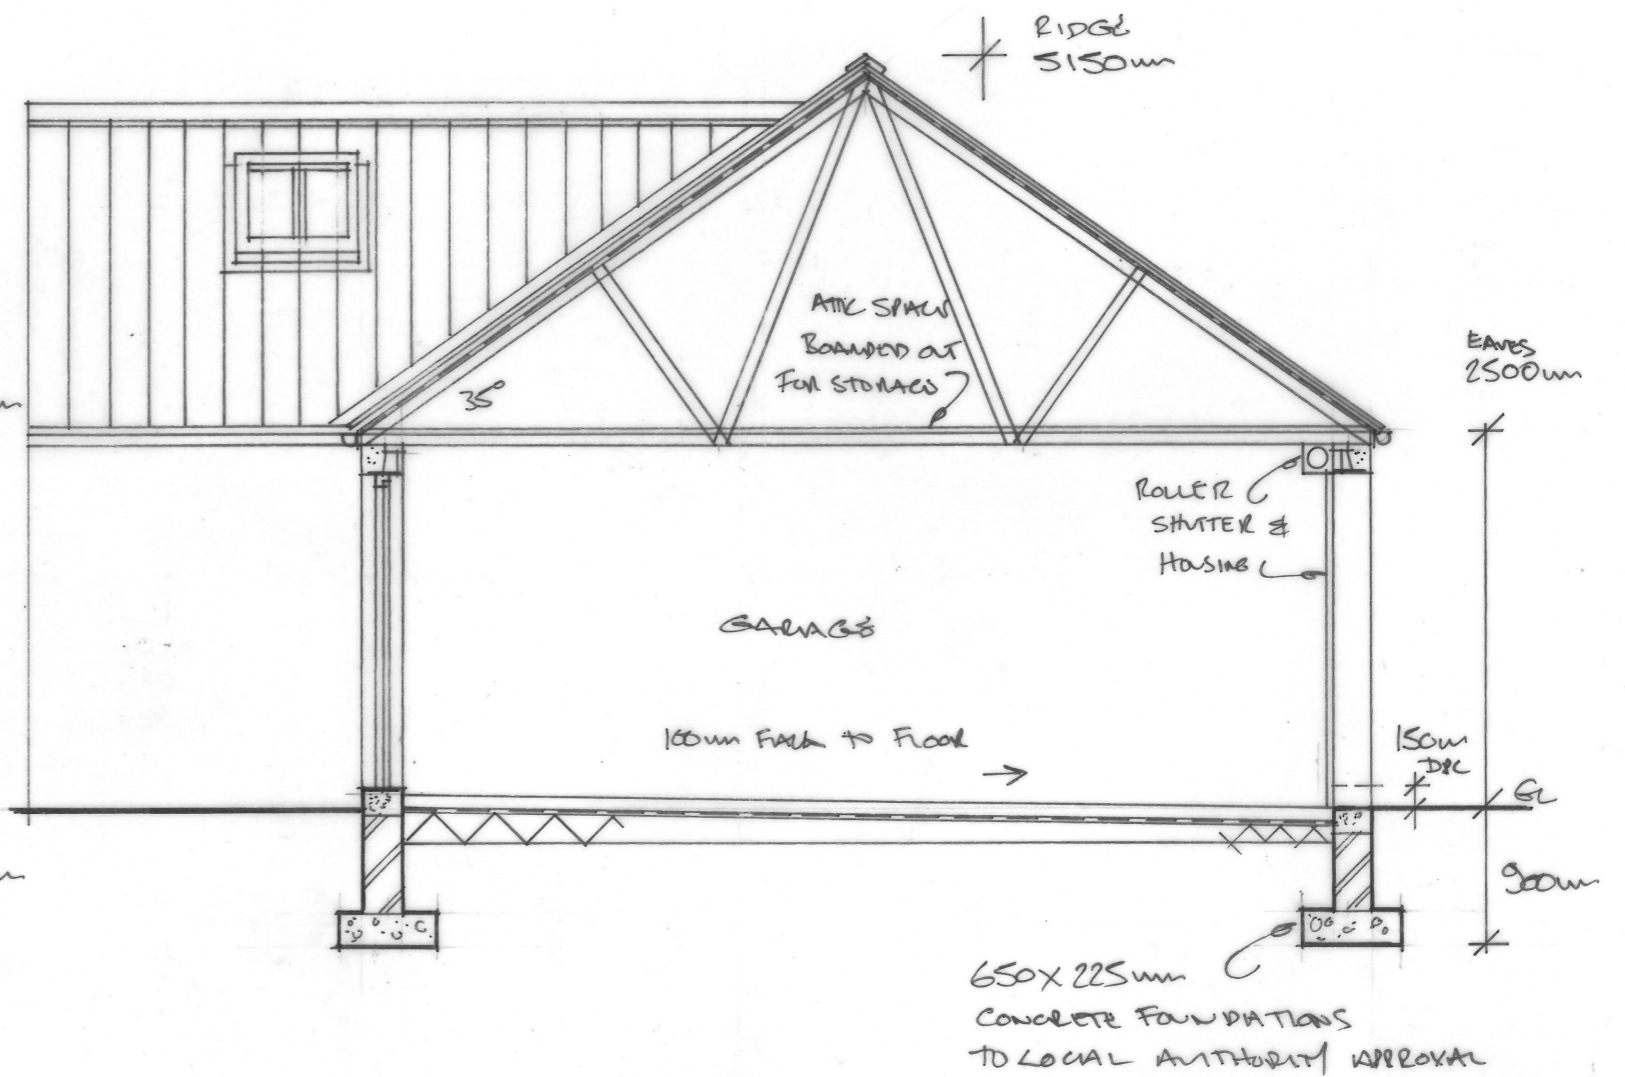 RIDGE
5150mm
ATTIC SPACE
BOARDED OUT
FOR STORAGE
35°
EAVES
2500mm
ROLLER
SHUTTER &
HOUSING
GARAGE
100mm FALL TO FLOOR
150mm
DPC
GL
900mm
650X225mm
CONCRETE FOUNDATIONS
TO LOCAL AUTHORITY APPROVAL